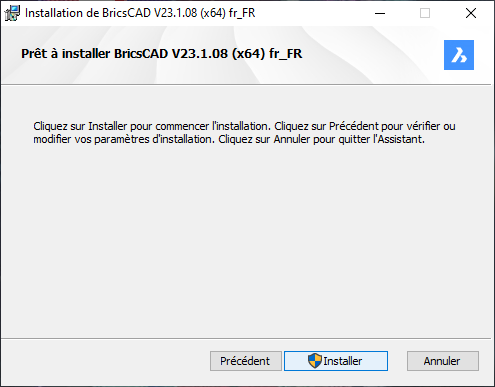 Installation de BricsCAD V23.1.08 (x64) fr_FR
Prêt à installer BricsCAD V23.1.08 (x64) fr_FR
Cliquez sur Installer pour commencer l'installation. Cliquez sur Précédent pour vérifier ou
modifier vos paramètres d'installation. Cliquez sur Annuler pour quitter l'Assistant.
Précédent Installer Annuler